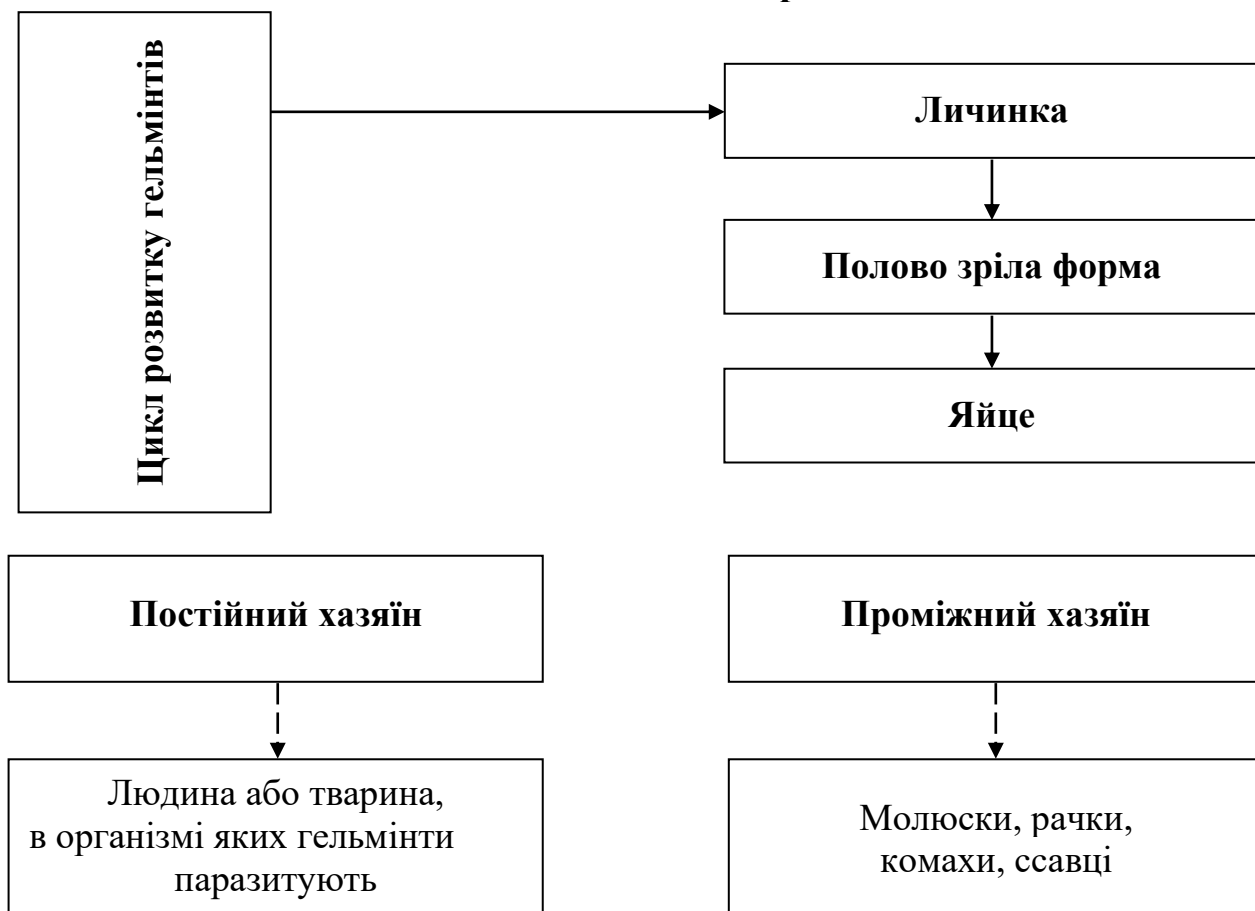 Цикл розвитку гельмінтів
Личинка
Полово зріла форма
Яйце
Постійний хазяїн
Проміжний хазяїн
Людина або тварина,
в організмі яких гельмінти
паразитують
Молюски, рачки,
комахи, ссавці